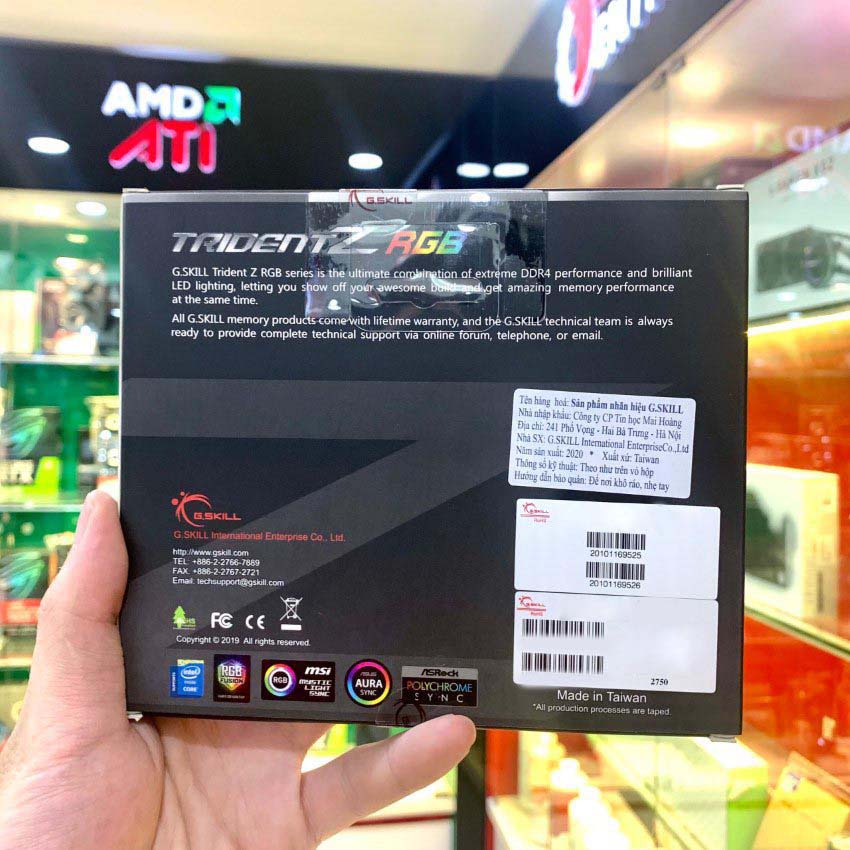 AMD
ATI
G.SKILL
TRIDENT Z RGB
G.SKILL Trident Z RGB series is the ultimate combination of extreme DDR4 performance and brilliant
LED lighting, letting you show off your awesome build and get amazing memory performance
at the same time.
All G.SKILL memory products come with lifetime warranty, and the G.SKILL technical team is always
ready to provide complete technical support via online forum, telephone, or email.
Tên hàng hoá: Sản phẩm nhãn hiệu G.SKILL
Nhà nhập khẩu: Công ty CP Tin học Mai Hoàng
Địa chỉ: 241 Phố Vọng - Hai Bà Trưng - Hà Nội
Nhà SX: G.SKILL International EnterpriseCo.,Ltd
Năm sản xuất: 2020 * Xuất xứ: Taiwan
Thông số kỹ thuật: Theo như trên vỏ hộp
Hướng dẫn bảo quản: Để nơi khô ráo, nhẹ tay
G.SKILL
G.SKILL International Enterprise Co., Ltd.
http://www.gskill.com
TEL: +886-2-2766-7889
FAX: +886-2-2767-2721
Email: techsupport@gskill.com
G.SKILL
RoHS
20101169525
20101169526
G.SKILL
RoHS
2750
FC CE
Copyright © 2019 All rights reserved.
intel
CORE
RGB
FUSION
RGB
msi
MYSTIC
LIGHT
SYNC
ASUS
AURA
SYNC
ASRock
POLYCHROME
SYNC
Made in Taiwan
*All production processes are taped.